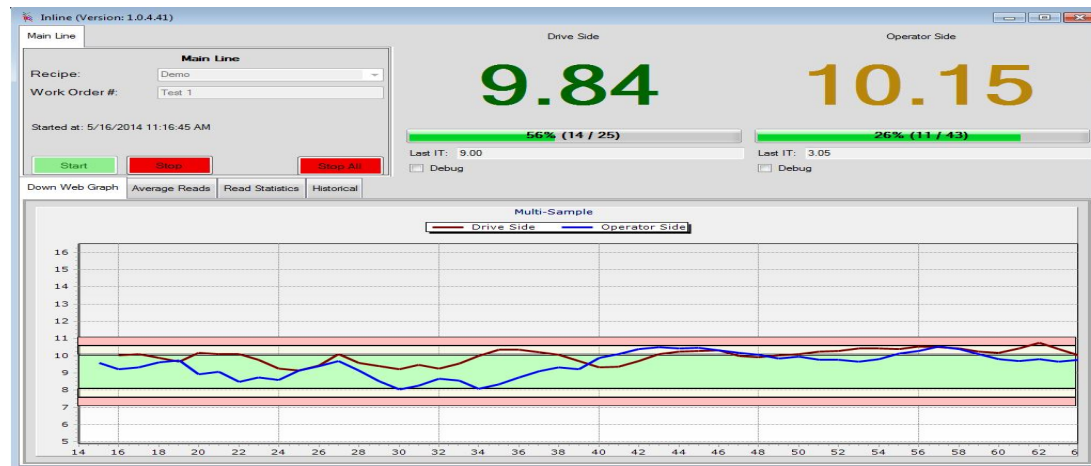 Inline (Version: 1.0.4.41)
Main Line
Drive Side
Operator Side
Main Line
Recipe: Demo
Work Order #: Test 1
9.84
10.15
Started at: 5/16/2014 11:16:45 AM
56% (14 / 25)
26% (11 / 43)
Last IT: 9.00
Last IT: 3.05
Start Stop Stop All
Debug
Debug
Down Web Graph Average Reads Read Statistics Historical
Multi-Sample
Drive Side Operator Side
16
15
14
13
12
11
10
9
8
7
6
5
14 16 18 20 22 24 26 28 30 32 34 36 38 40 42 44 46 48 50 52 54 56 58 60 62 6